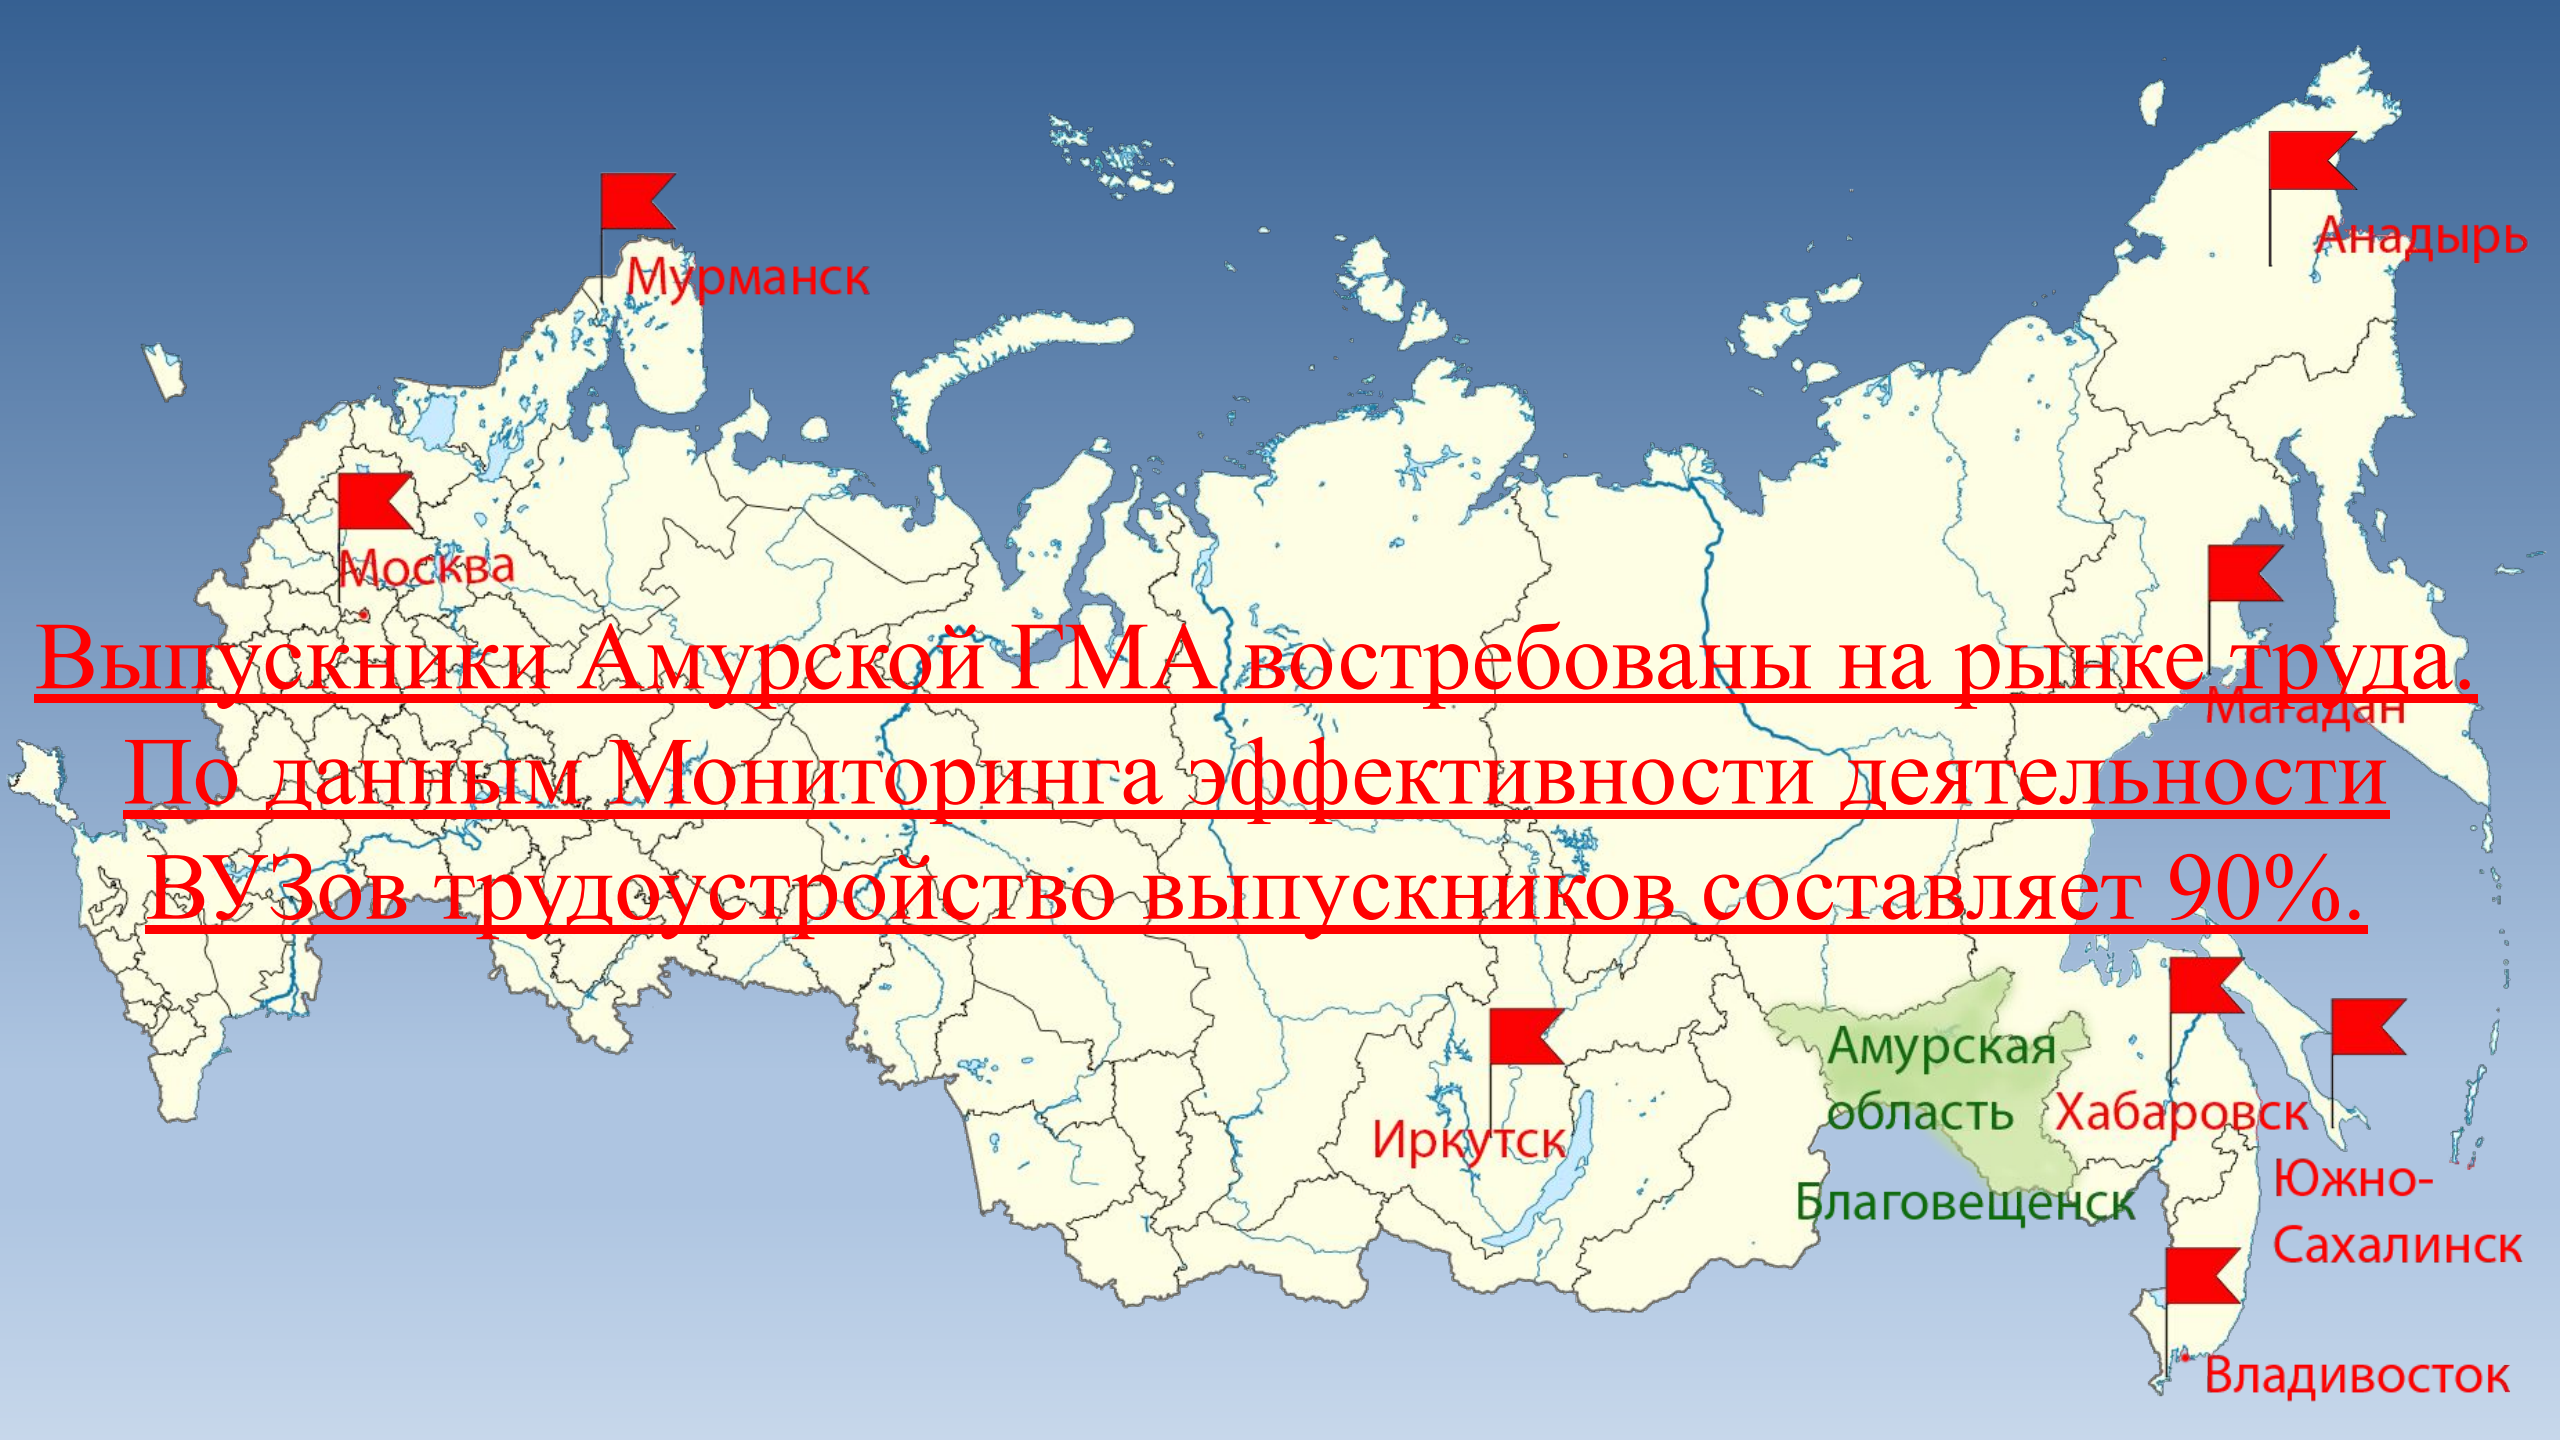 Анадырь
Мурманск
Москва
Выпускники Амурской ГМА востребованы на рынке труда.
Магадан
По данным Мониторинга эффективности деятельности
ВУЗов трудоустройство выпускников составляет 90%.
Амурская
область
Хабаровск
Иркутск
Благовещенск
Южно-
Сахалинск
Владивосток